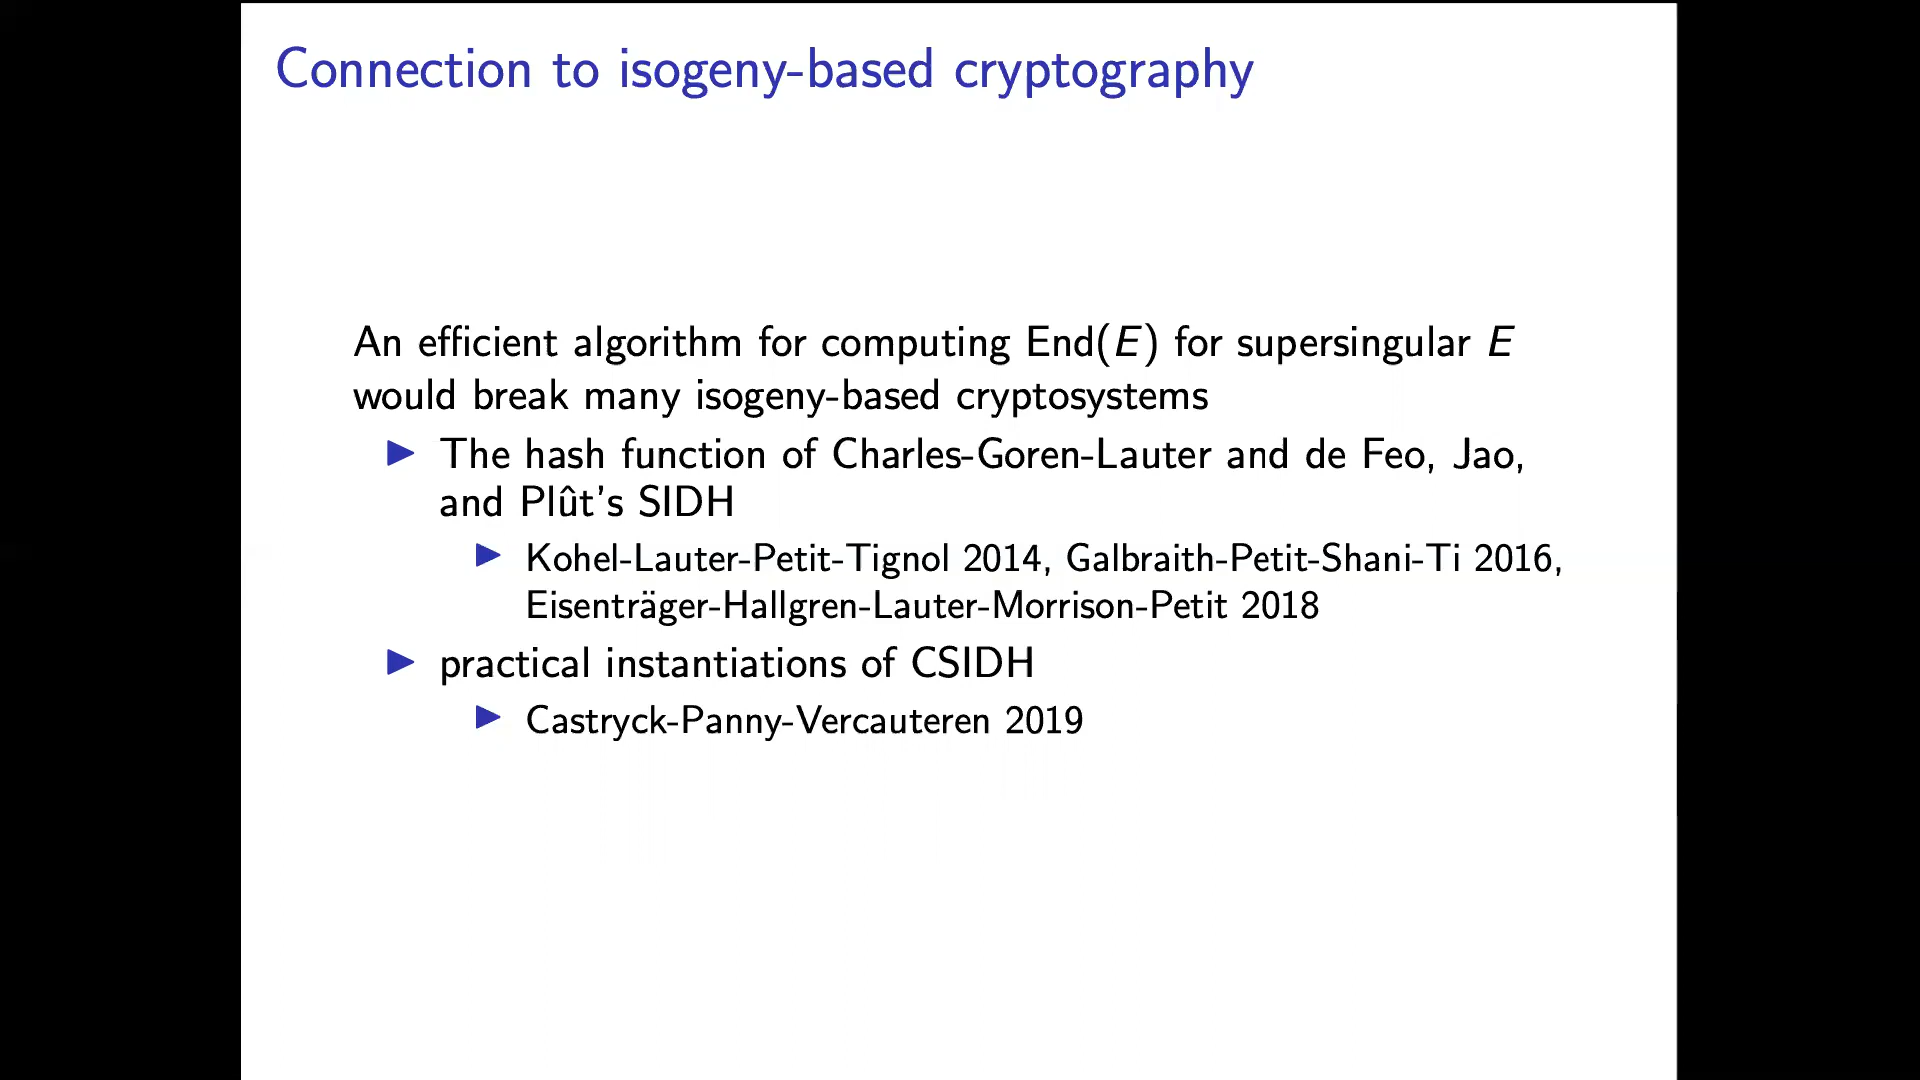 Connection to isogeny-based cryptography
An efficient algorithm for computing End(E) for supersingular E
would break many isogeny-based cryptosystems
▶ The hash function of Charles-Goren-Lauter and de Feo, Jao,
and Plût's SIDH
▶ Kohel-Lauter-Petit-Tignol 2014, Galbraith-Petit-Shani-Ti 2016,
Eisenträger-Hallgren-Lauter-Morrison-Petit 2018
▶ practical instantiations of CSIDH
▶ Castryck-Panny-Vercauteren 2019